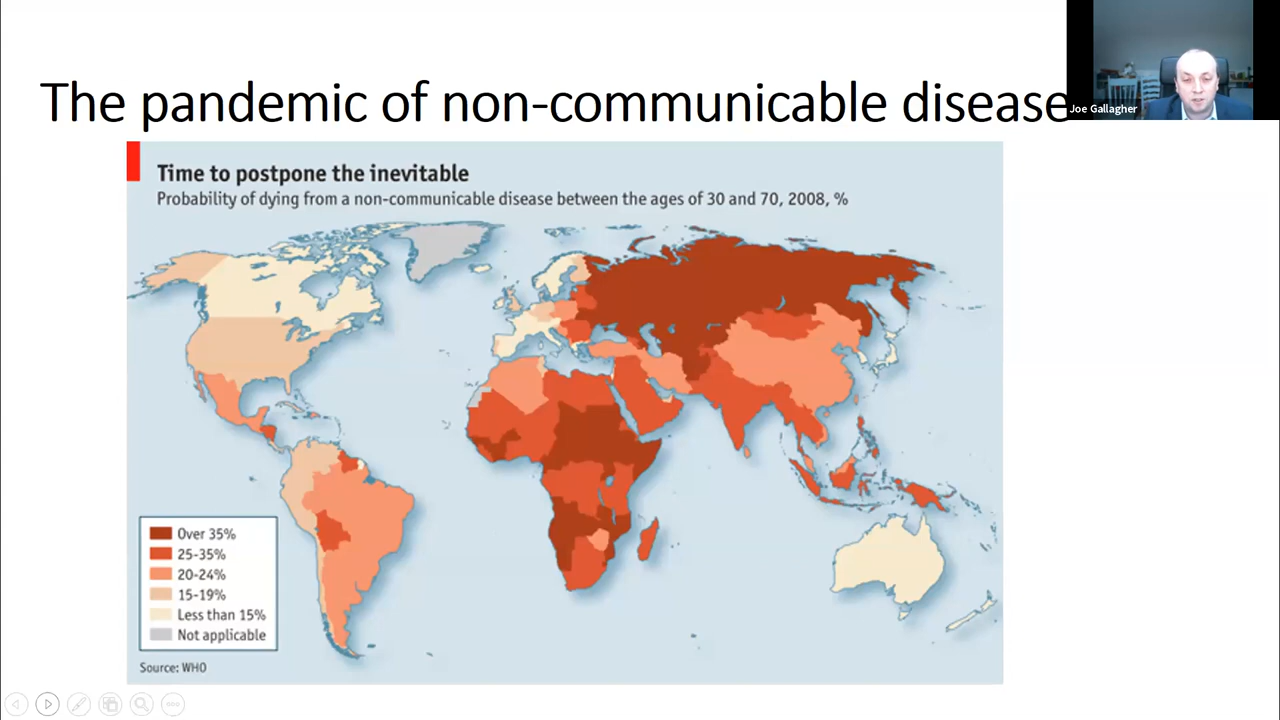 The pandemic of non-communicable disease
Joe Gallagher
Time to postpone the inevitable
Probability of dying from a non-communicable disease between the ages of 30 and 70, 2008, %
Over 35%
25-35%
20-24%
15-19%
Less than 15%
Not applicable
Source: WHO